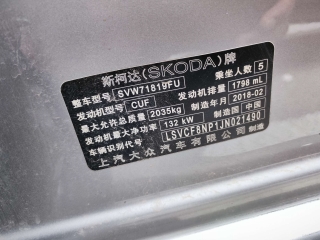 斯柯达(SKODA)牌 乘坐人数 5
整车型号 SVW71819FU 发动机排量 1798 mL
发动机型号 CUF 制造年月 2018-02
最大允许总质量 2035kg 制造国 中国
发动机最大净功率 132 kW
车辆识别代号 LSVCF8NP1JN021490
上汽大众汽车有限公司